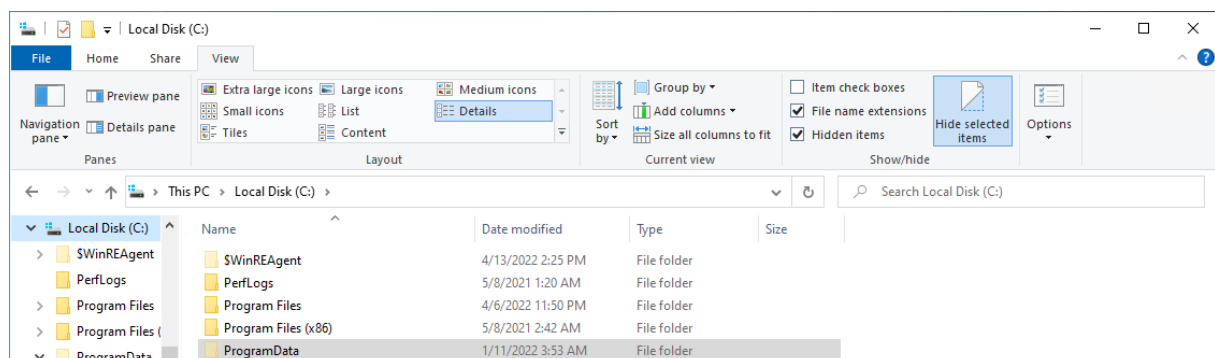 Local Disk (C:)
File Home Share View
Preview pane
Details pane
Navigation pane
Panes
Extra large icons Large icons Medium icons
Small icons List Details
Tiles Content
Layout
Sort by
Group by
Add columns
Size all columns to fit
Current view
Item check boxes
File name extensions
Hidden items
Hide selected items
Show/hide
Options
This PC > Local Disk (C:) >
Search Local Disk (C:)
Local Disk (C:)
$WinREAgent
PerfLogs
Program Files
Program Files (
ProgramData
Name Date modified Type Size
$WinREAgent 4/13/2022 2:25 PM File folder
PerfLogs 5/8/2021 1:20 AM File folder
Program Files 4/6/2022 11:50 PM File folder
Program Files (x86) 5/8/2021 2:42 AM File folder
ProgramData 1/11/2022 3:53 AM File folder